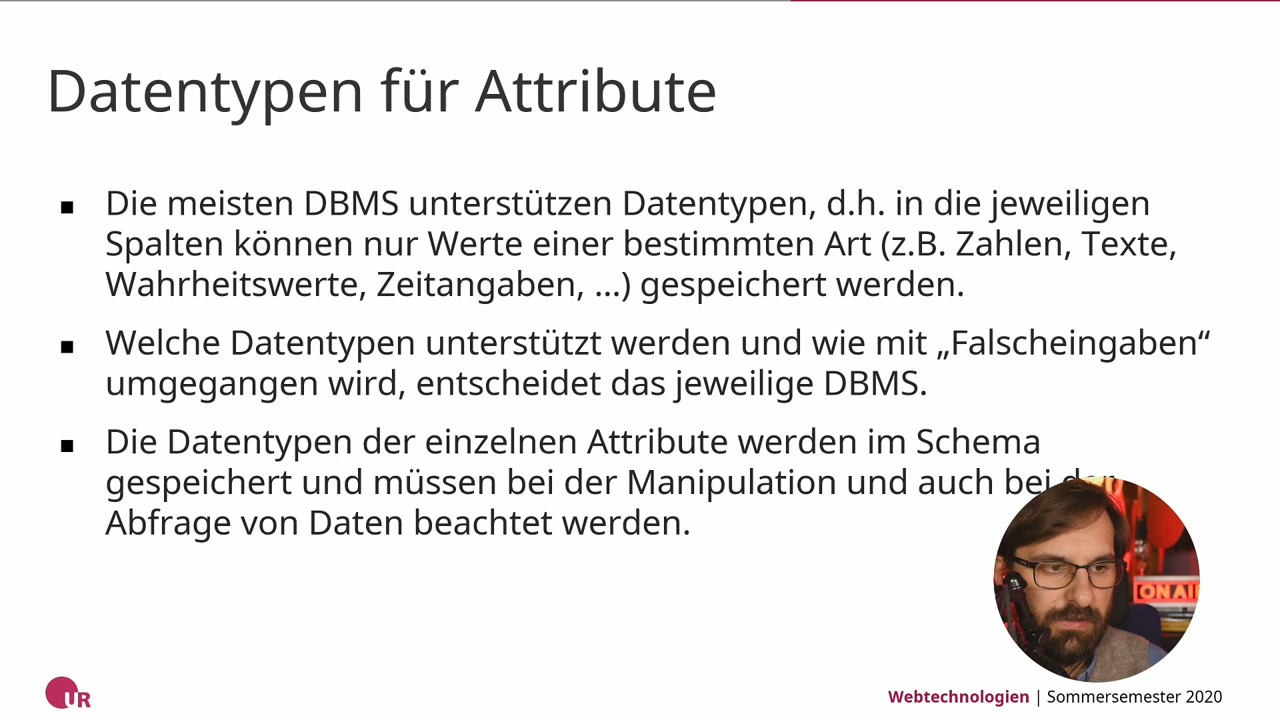 Datentypen für Attribute
Die meisten DBMS unterstützen Datentypen, d.h. in die jeweiligen
Spalten können nur Werte einer bestimmten Art (z.B. Zahlen, Texte,
Wahrheitswerte, Zeitangaben, ...) gespeichert werden.
Welche Datentypen unterstützt werden und wie mit „Falscheingaben“
umgegangen wird, entscheidet das jeweilige DBMS.
Die Datentypen der einzelnen Attribute werden im Schema
gespeichert und müssen bei der Manipulation und auch bei der
Abfrage von Daten beachtet werden.
ON AI
UR
Webtechnologien | Sommersemester 2020